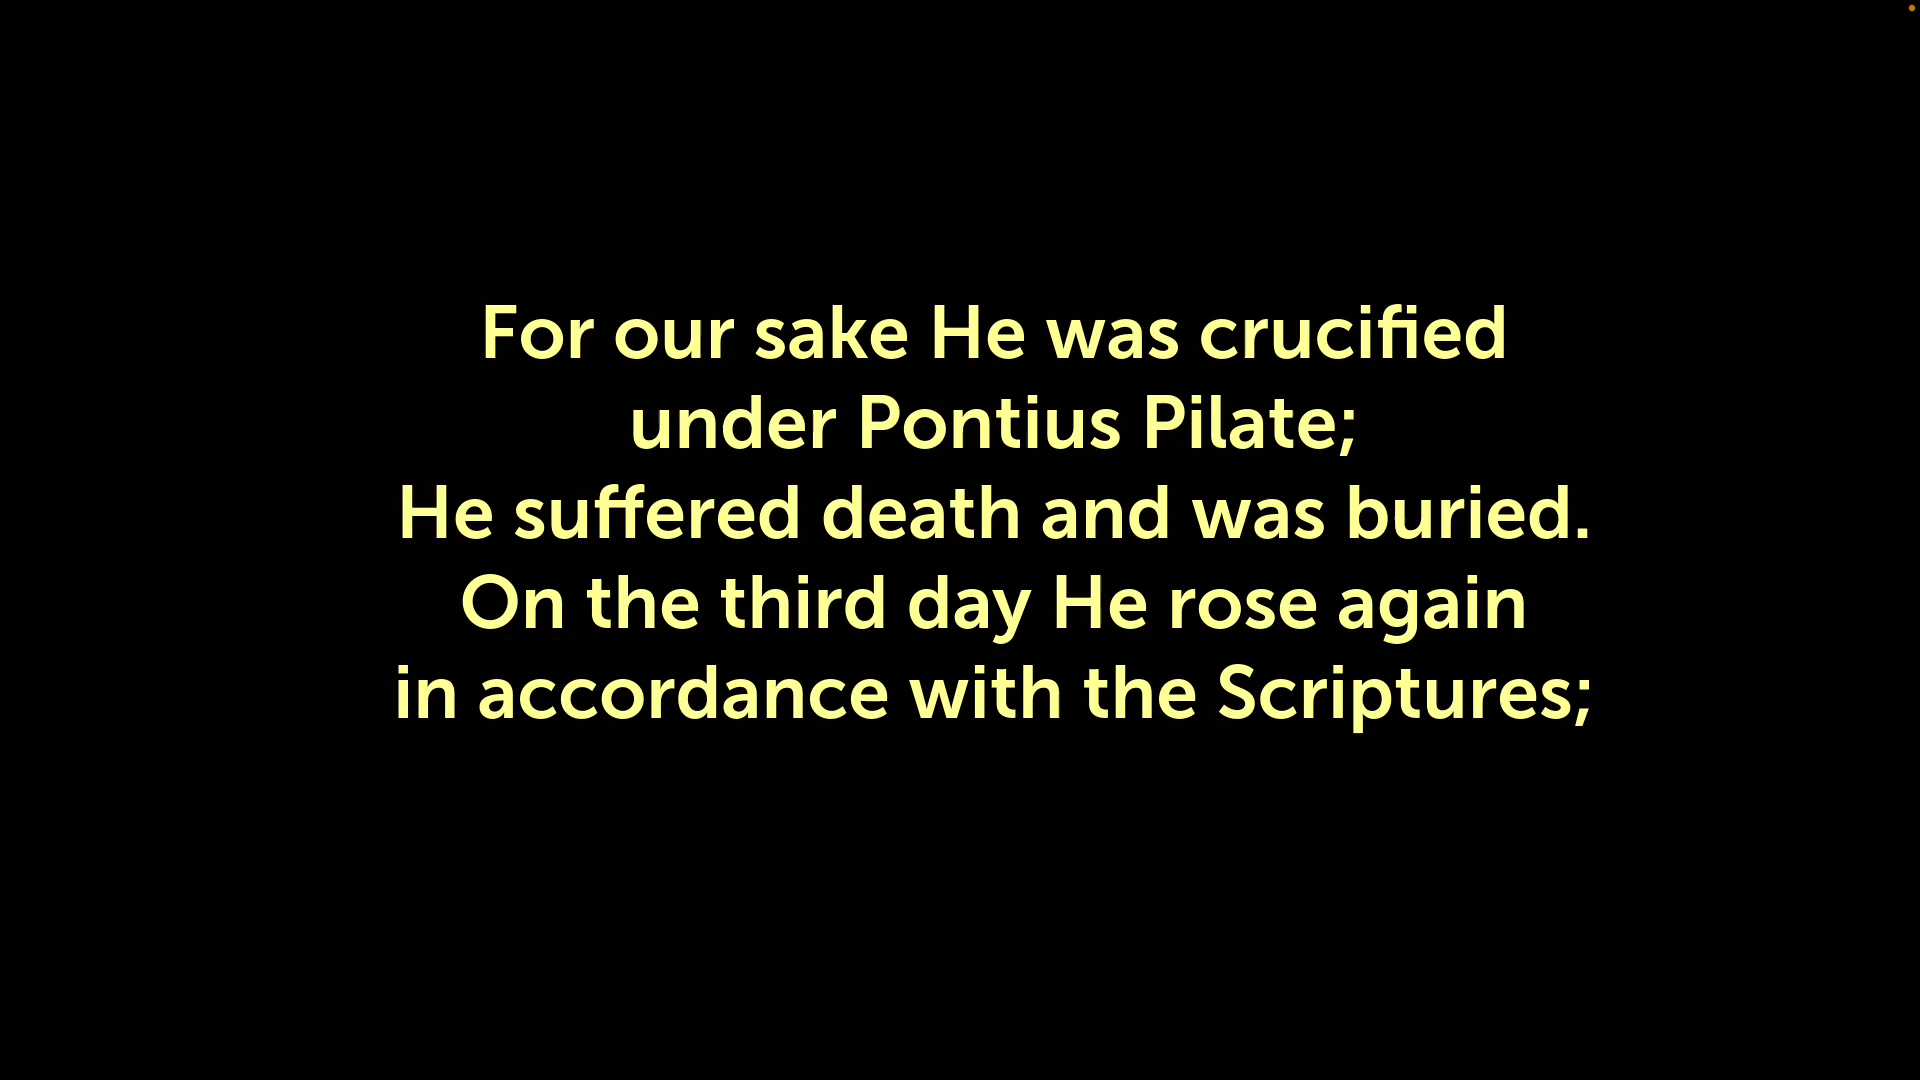 For our sake He was crucified
under Pontius Pilate;
He suffered death and was buried.
On the third day He rose again
in accordance with the Scriptures;